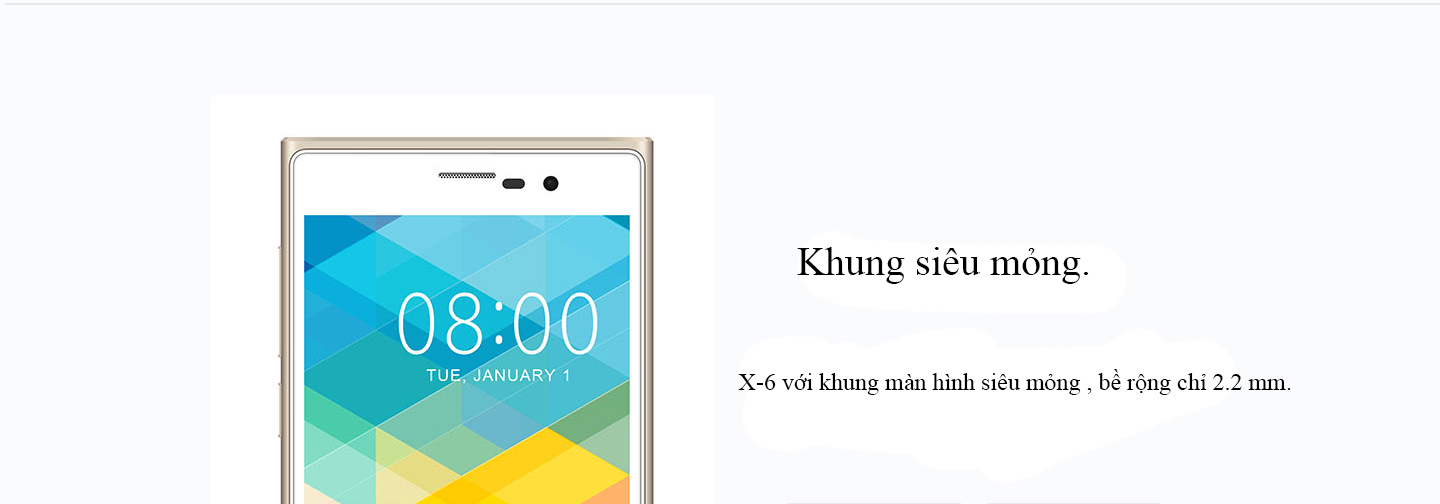 08:00
TUE, JANUARY 1
Khung siêu mỏng.
X-6 với khung màn hình siêu mỏng , bề rộng chỉ 2.2 mm.